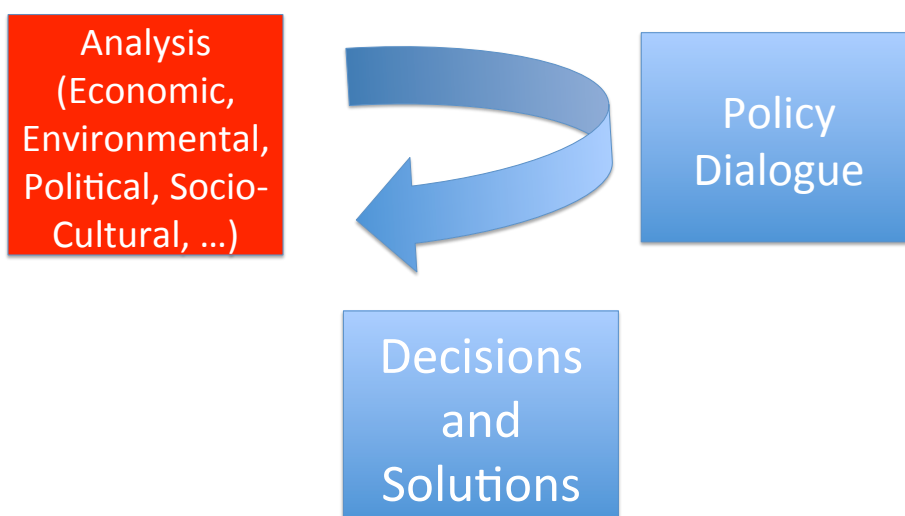 Analysis
(Economic,
Environmental,
Political, Socio-
Cultural, …)
Policy
Dialogue
Decisions
and
Solutions